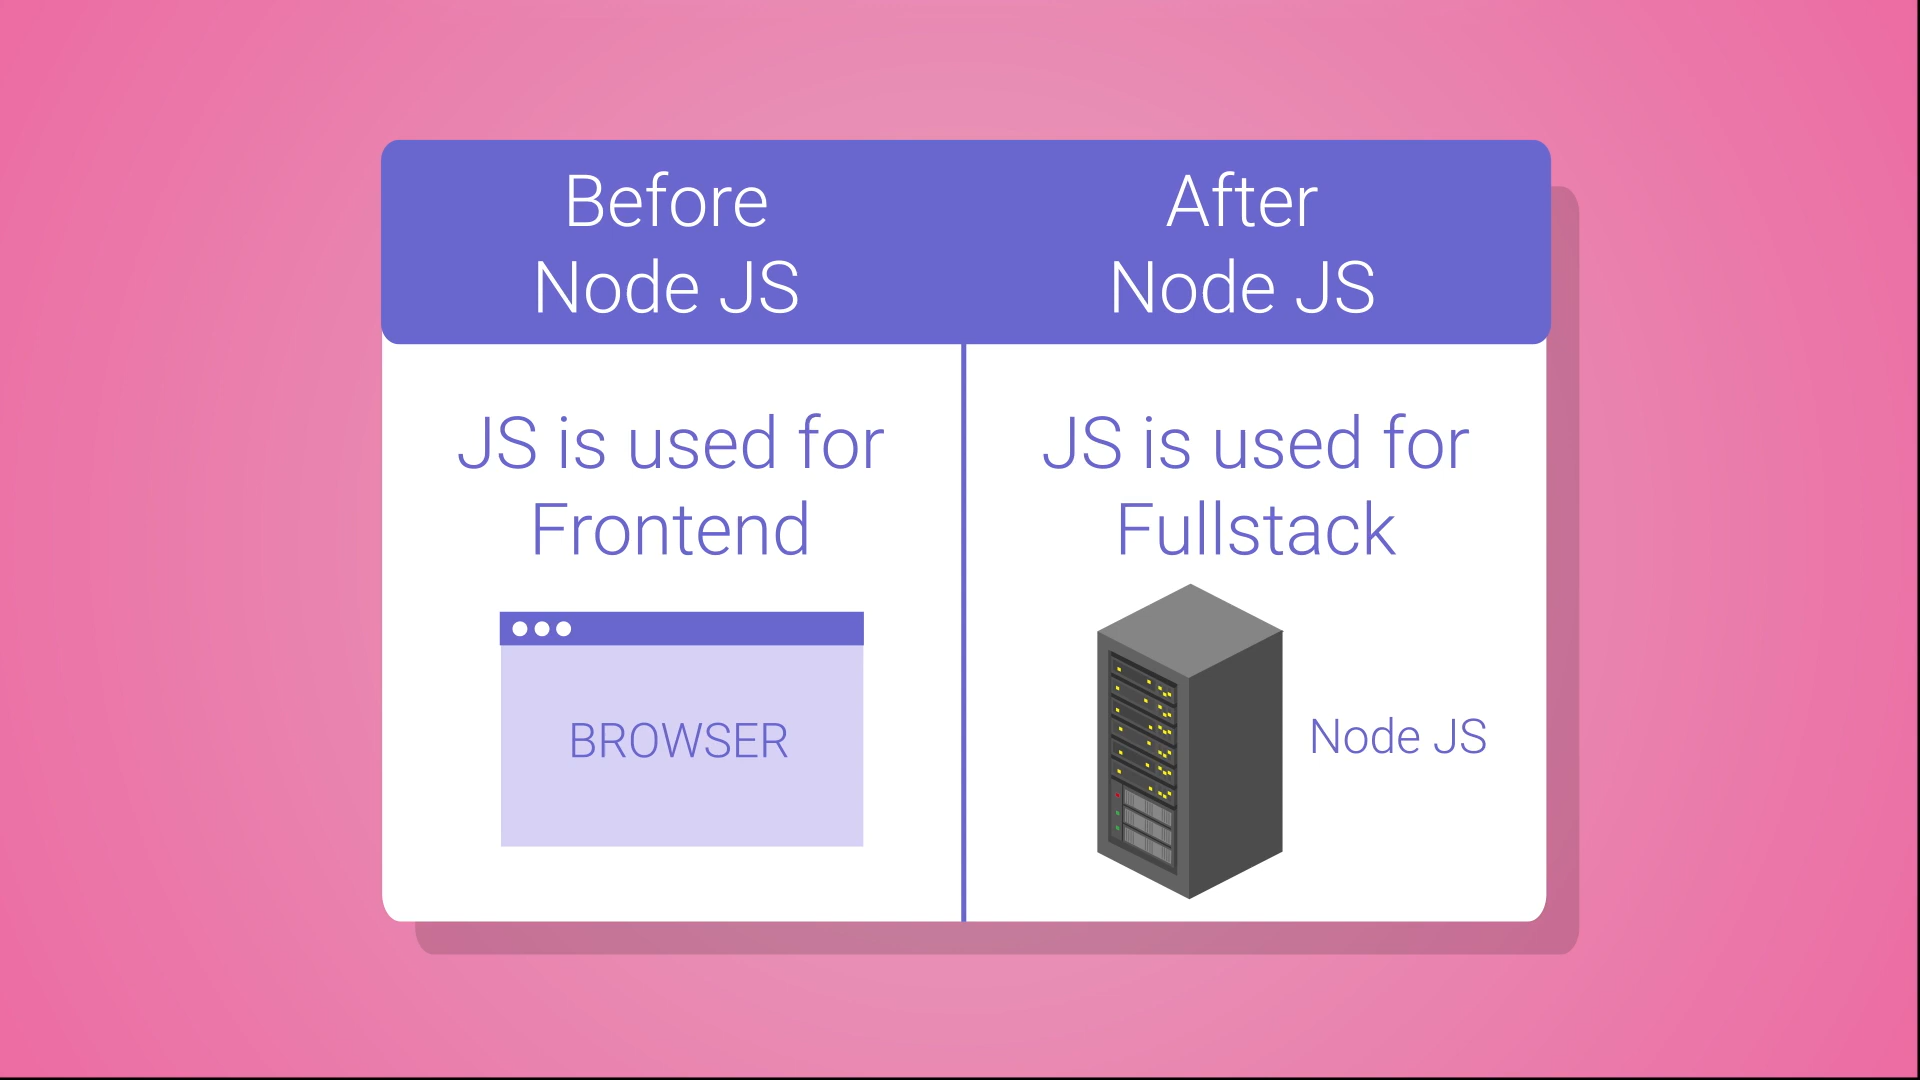 Before
Node JS
After
Node JS
JS is used for
Frontend
BROWSER
JS is used for
Fullstack
Node JS